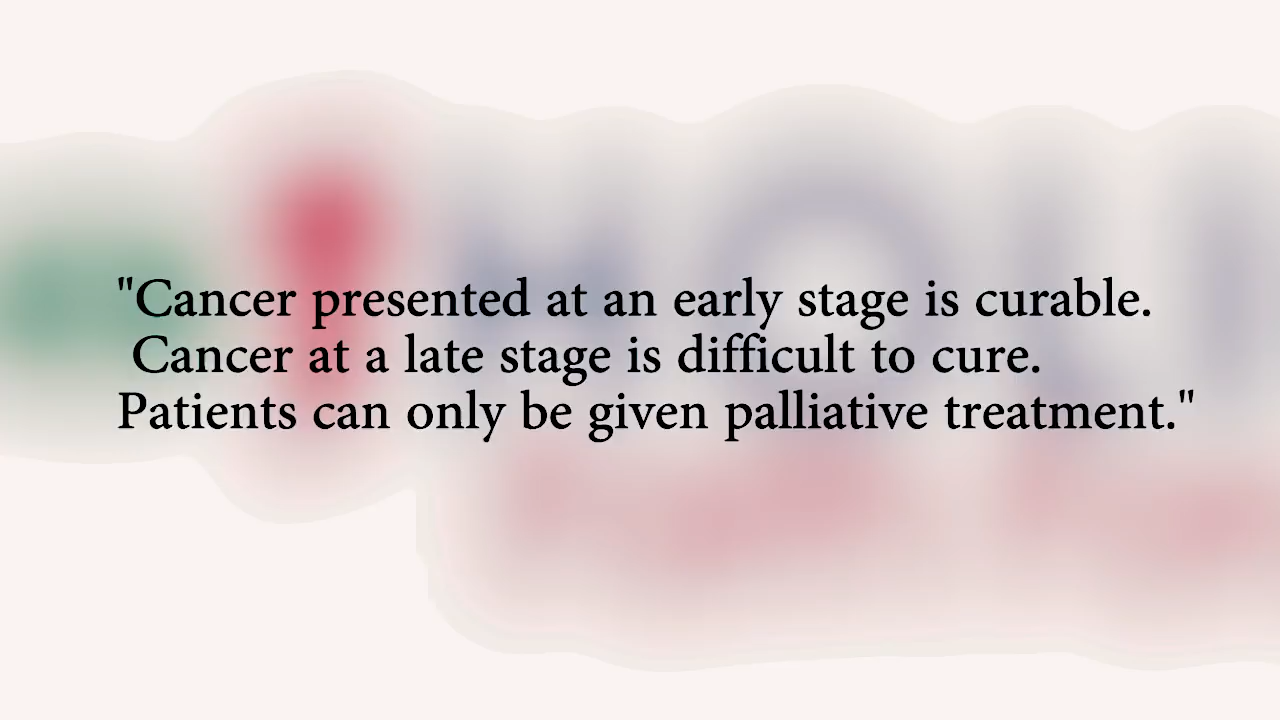 "Cancer presented at an early stage is curable.
Cancer at a late stage is difficult to cure.
Patients can only be given palliative treatment."